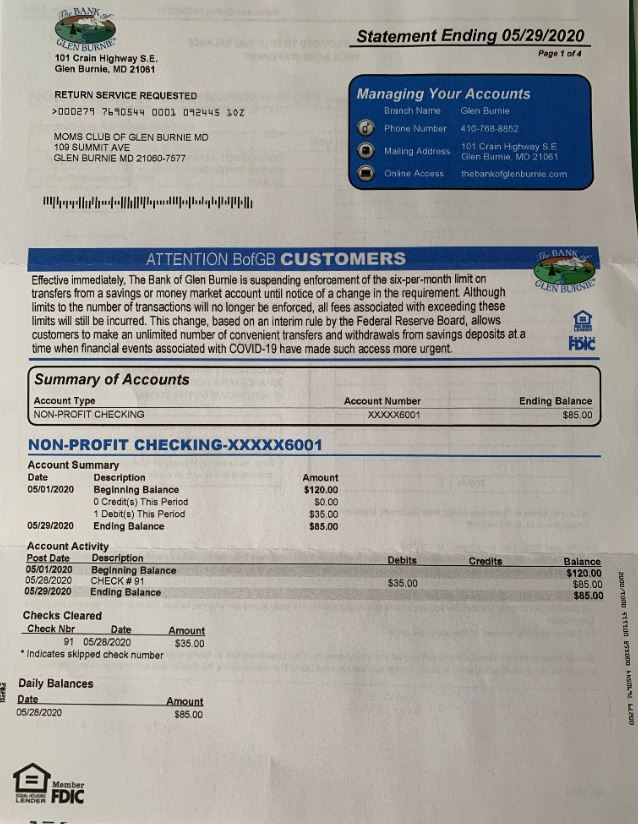 The BANK of
GLEN BURNIE
101 Crain Highway S.E.
Glen Burnie, MD 21061
Statement Ending 05/29/2020
Page 1 of 4
RETURN SERVICE REQUESTED
>000279 7690544 0001 092445 10Z
MOMS CLUB OF GLEN BURNIE MD
109 SUMMIT AVE
GLEN BURNIE MD 21060-7577
Managing Your Accounts
Branch Name Glen Burnie
Phone Number 410-768-8852
Mailing Address 101 Crain Highway S.E.
Glen Burnie, MD 21061
Online Access thebankofglenburnie.com
ATTENTION BofGB CUSTOMERS
The BANK of
GLEN BURNIE
Effective immediately, The Bank of Glen Burnie is suspending enforcement of the six-per-month limit on
transfers from a savings or money market account until notice of a change in the requirement. Although
limits to the number of transactions will no longer be enforced, all fees associated with exceeding these
limits will still be incurred. This change, based on an interim rule by the Federal Reserve Board, allows
customers to make an unlimited number of convenient transfers and withdrawals from savings deposits at a
time when financial events associated with COVID-19 have made such access more urgent.
FDIC
Summary of Accounts
Account Type Account Number Ending Balance
NON-PROFIT CHECKING XXXXX6001 $85.00
NON-PROFIT CHECKING-XXXXX6001
Account Summary
Date Description Amount
05/01/2020 Beginning Balance $120.00
0 Credit(s) This Period $0.00
1 Debit(s) This Period $35.00
05/29/2020 Ending Balance $85.00
Account Activity
Post Date Description Debits Credits Balance
05/01/2020 Beginning Balance $120.00
05/28/2020 CHECK # 91 $35.00 $85.00
05/29/2020 Ending Balance $85.00
Checks Cleared
Check Nbr Date Amount
91 05/28/2020 $35.00
* Indicates skipped check number
Daily Balances
Date Amount
05/28/2020 $85.00
EQUAL HOUSING
LENDER
Member
FDIC